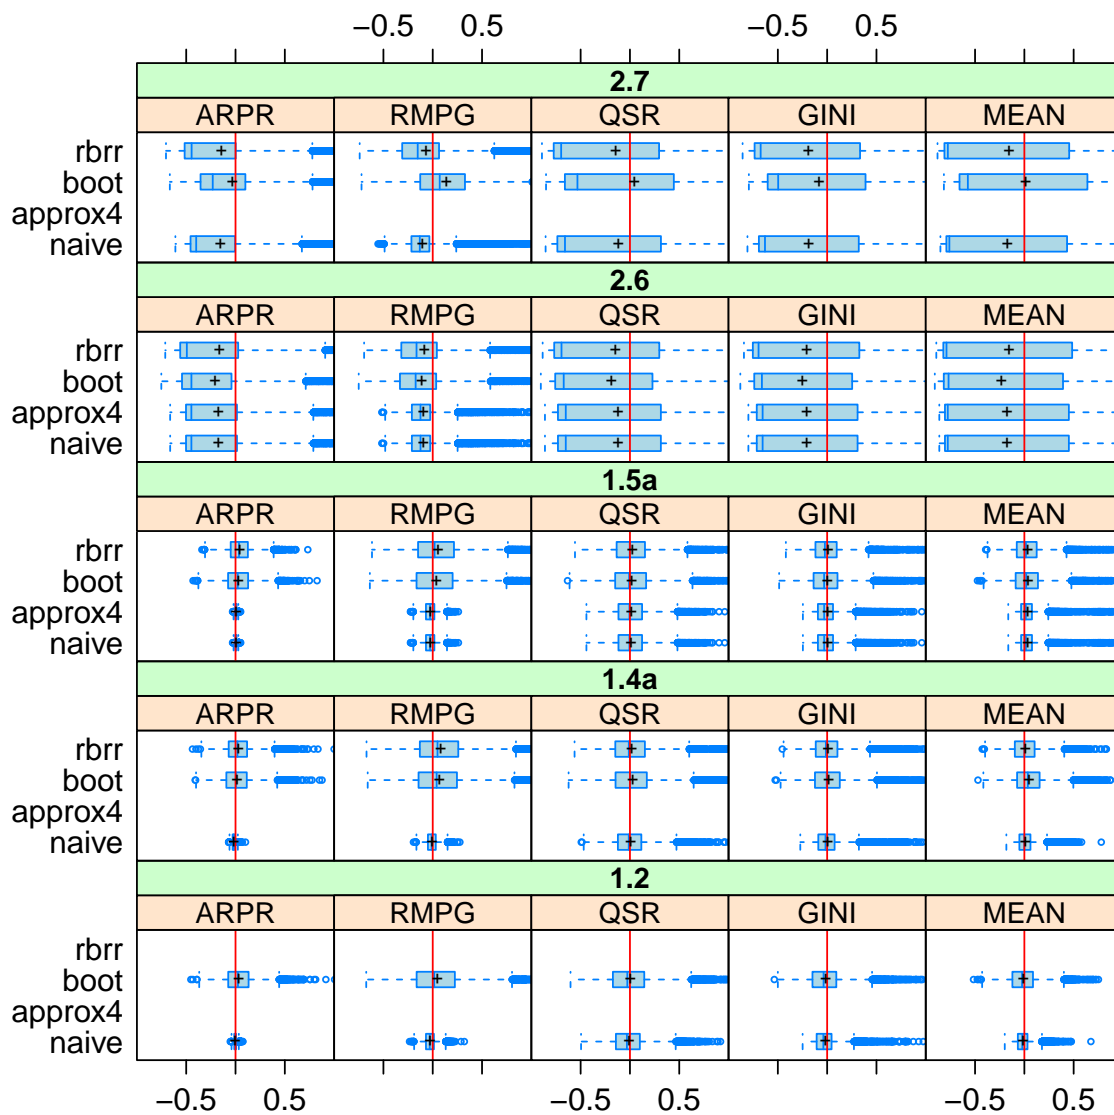 −0.5 0.5 −0.5 0.5
2.7
ARPR RMPG QSR GINI MEAN
rbrr
boot
approx4
naive
2.6
ARPR RMPG QSR GINI MEAN
rbrr
boot
approx4
naive
1.5a
ARPR RMPG QSR GINI MEAN
rbrr
boot
approx4
naive
1.4a
ARPR RMPG QSR GINI MEAN
rbrr
boot
approx4
naive
1.2
ARPR RMPG QSR GINI MEAN
rbrr
boot
approx4
naive
−0.5 0.5 −0.5 0.5 −0.5 0.5